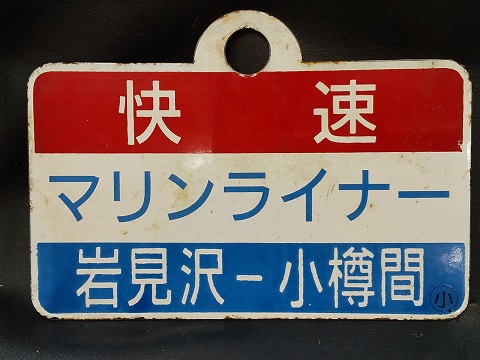 快速
マリンライナー
岩見沢－小樽間
小